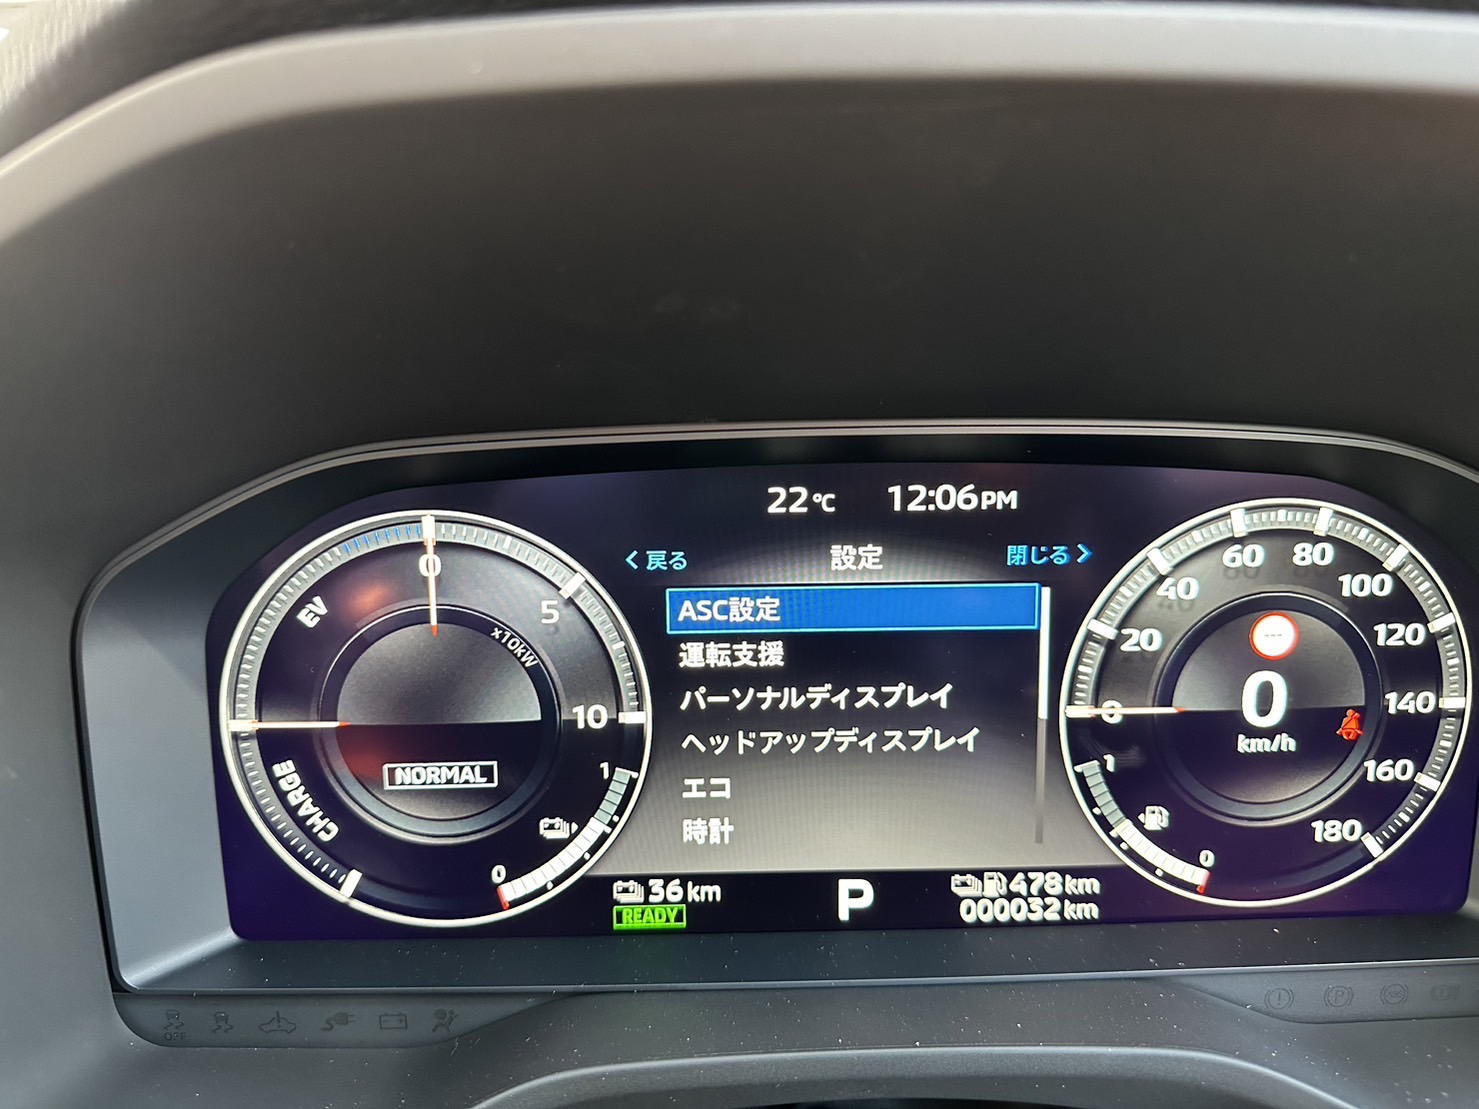 22℃ 12:06PM
戻る 設定 閉じる
ASC設定
運転支援
パーソナルディスプレイ
ヘッドアップディスプレイ
エコ
時計
EV
0
5
×10kW
10
NORMAL
CHARGE
1
0
0
20
40
60
80
100
120
140
160
180
---
0
km/h
1
0
36km
READY
P
478km
000032km
OFF